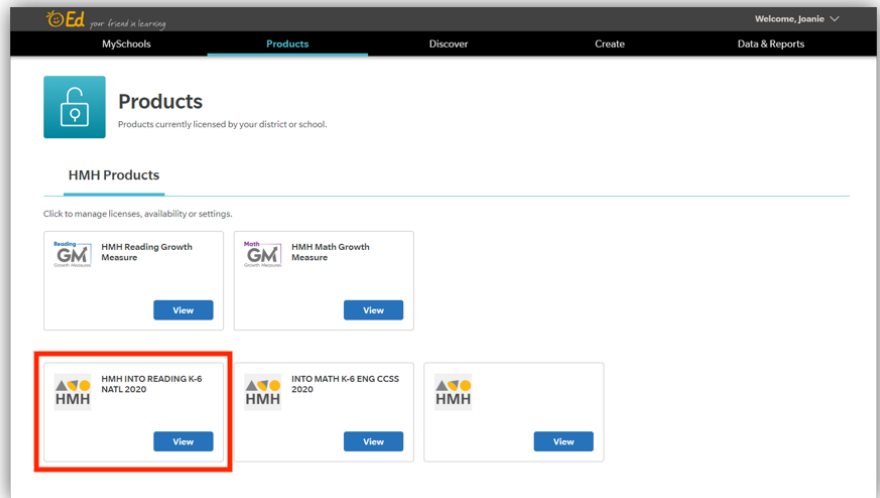 Ed your friend in learning
Welcome, Joanie
MySchools Products Discover Create Data & Reports
Products
Products currently licensed by your district or school.
HMH Products
Click to manage licenses, availability or settings.
Reading
GM
Growth Measures
HMH Reading Growth
Measure
View
Math
GM
Growth Measures
HMH Math Growth
Measure
View
HMH
HMH INTO READING K-6
NATL 2020
View
HMH
INTO MATH K-6 ENG CCSS
2020
View
HMH
View